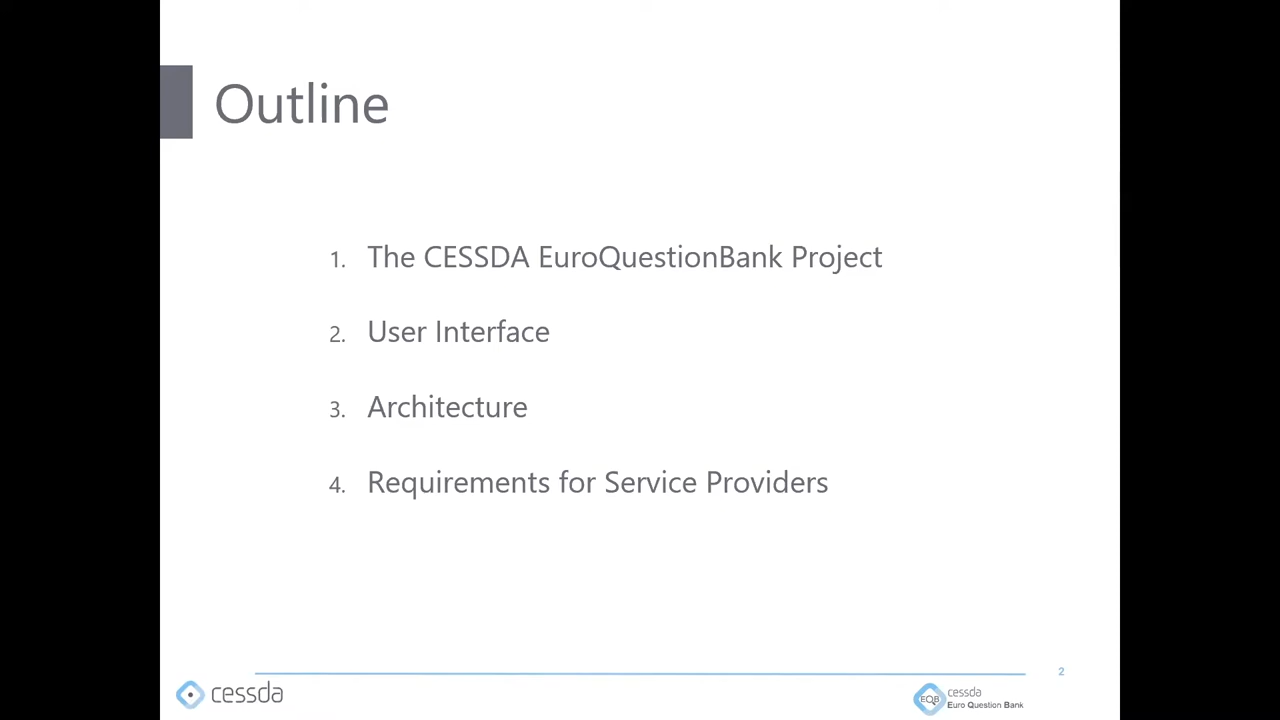 Outline
1. The CESSDA EuroQuestionBank Project
2. User Interface
3. Architecture
4. Requirements for Service Providers
2
cessda
EQB
cessda
Euro Question Bank